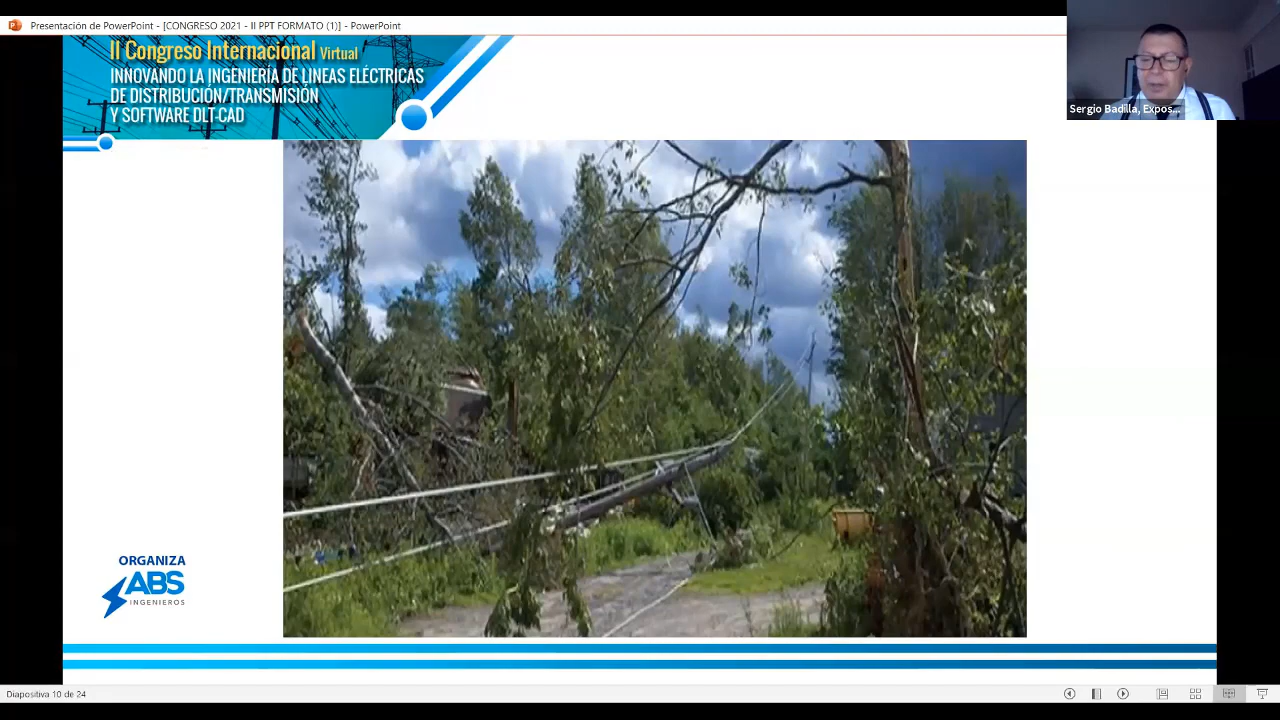 Presentación de PowerPoint - [CONGRESO 2021 - II PPT FORMATO (1)] - PowerPoint
II Congreso Internacional Virtual
INNOVANDO LA INGENIERÍA DE LINEAS ELÉCTRICAS
DE DISTRIBUCIÓN/TRANSMISIÓN
Y SOFTWARE DLT-CAD
Sergio Badilla, Expos...
ORGANIZA
ABS
INGENIEROS
Diapositiva 10 de 24